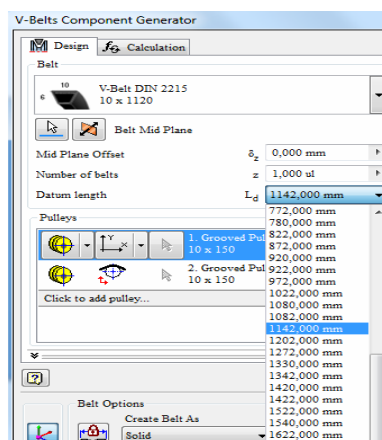 V-Belts Component Generator
Design
Calculation
Belt
10
V-Belt DIN 2215
6
10 x 1120
Belt Mid Plane
Mid Plane Offset δz 0,000 mm
Number of belts z 1,000 ul
Datum length Ld 1142,000 mm
772,000 mm
780,000 mm
822,000 mm
872,000 mm
920,000 mm
922,000 mm
972,000 mm
1022,000 mm
1080,000 mm
1082,000 mm
1142,000 mm
1202,000 mm
1272,000 mm
1330,000 mm
1342,000 mm
1420,000 mm
1422,000 mm
1522,000 mm
1540,000 mm
1622,000 mm
Pulleys
1. Grooved Pul
10 x 150
2. Grooved Pul
10 x 150
Click to add pulley...
Belt Options
Create Belt As
Solid